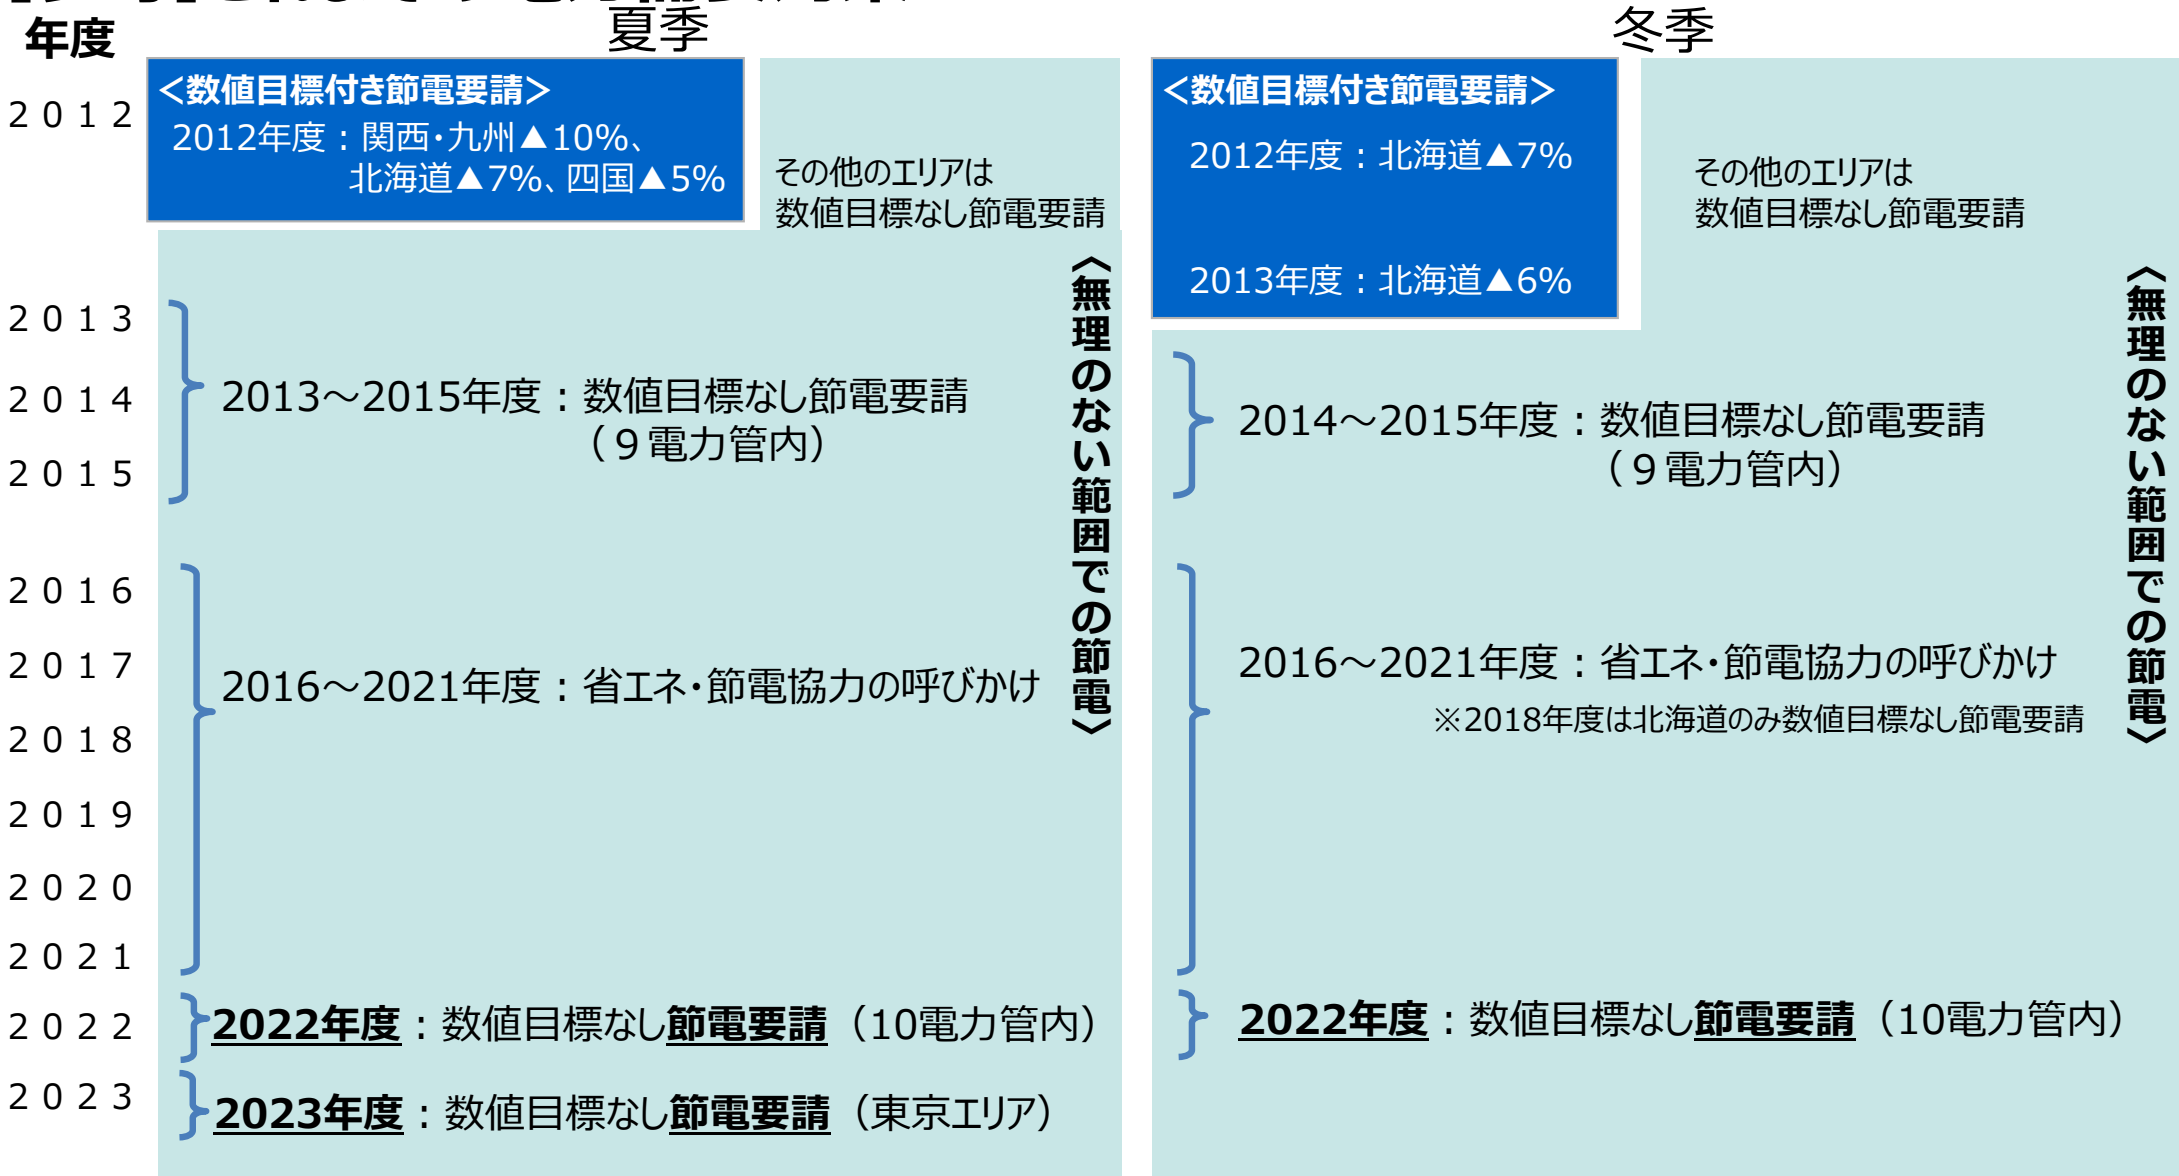 年度
夏季
冬季
２０１２
<数値目標付き節電要請>
2012年度：関西・九州▲10%、
北海道▲7%、四国▲5%
その他のエリアは
数値目標なし節電要請
<数値目標付き節電要請>
2012年度：北海道▲7%
2013年度：北海道▲6%
その他のエリアは
数値目標なし節電要請
２０１３
２０１４
２０１５
2013～2015年度：数値目標なし節電要請
（９電力管内）
〈無理のない範囲での節電〉
2014～2015年度：数値目標なし節電要請
（９電力管内）
〈無理のない範囲での節電〉
２０１６
２０１７
２０１８
２０１９
２０２０
２０２１
2016～2021年度：省エネ・節電協力の呼びかけ
2016～2021年度：省エネ・節電協力の呼びかけ
※2018年度は北海道のみ数値目標なし節電要請
２０２２
2022年度：数値目標なし節電要請（10電力管内）
2022年度：数値目標なし節電要請（10電力管内）
２０２３
2023年度：数値目標なし節電要請（東京エリア）